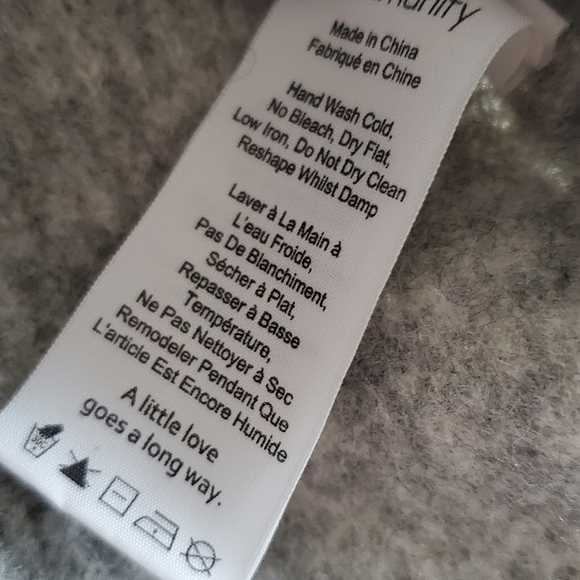 Made in China
Fabriqué en Chine
Hand Wash Cold,
No Bleach, Dry Flat,
Low Iron, Do Not Dry Clean
Reshape Whilst Damp
Laver à La Main à
L'eau Froide,
Pas De Blanchiment,
Sécher à Plat,
Repasser à Basse
Température,
Ne Pas Nettoyer à Sec
Remodeler Pendant Que
L'article Est Encore Humide
A little love
goes a long way.